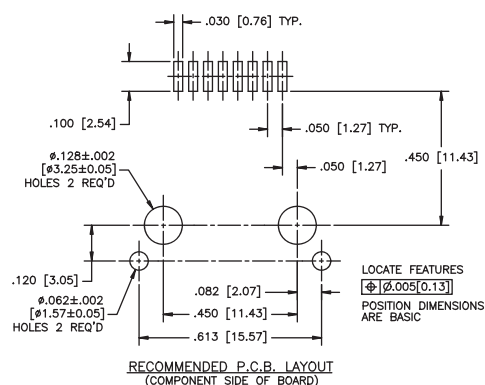 .030 [0.76] TYP.
.100 [2.54]
.050 [1.27] TYP.
.050 [1.27]
.450 [11.43]
ø.128±.002
[ø3.25±0.05]
HOLES 2 REQ'D
.120 [3.05]
ø.062±.002
[ø1.57±0.05]
HOLES 2 REQ'D
.082 [2.07]
.450 [11.43]
.613 [15.57]
LOCATE FEATURES
⌖ Ø.005[0.13]
POSITION DIMENSIONS
ARE BASIC
RECOMMENDED P.C.B. LAYOUT
(COMPONENT SIDE OF BOARD)